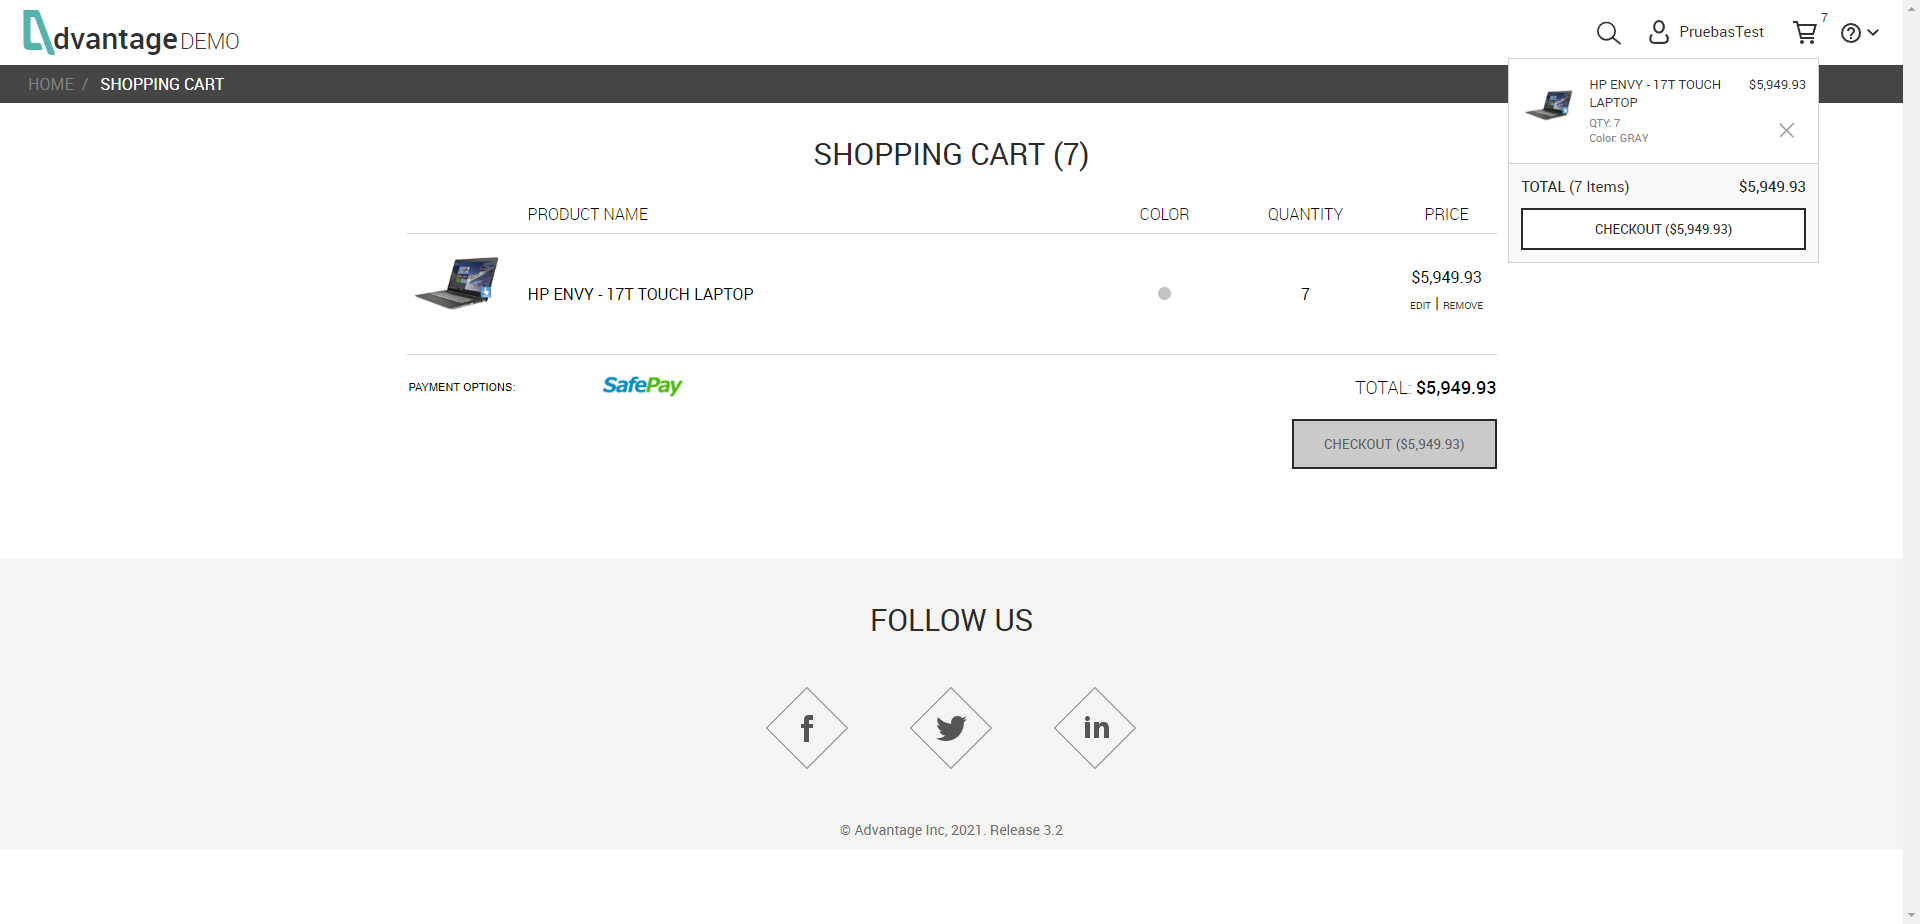 dvantage DEMO
PruebasTest
7
HOME / SHOPPING CART
HP ENVY - 17T TOUCH LAPTOP
$5,949.93
QTY: 7
Color: GRAY
TOTAL (7 Items) $5,949.93
CHECKOUT ($5,949.93)
SHOPPING CART (7)
PRODUCT NAME COLOR QUANTITY PRICE
HP ENVY - 17T TOUCH LAPTOP 7 $5,949.93
EDIT | REMOVE
PAYMENT OPTIONS: SafePay TOTAL: $5,949.93
CHECKOUT ($5,949.93)
FOLLOW US
f in
© Advantage Inc, 2021. Release 3.2